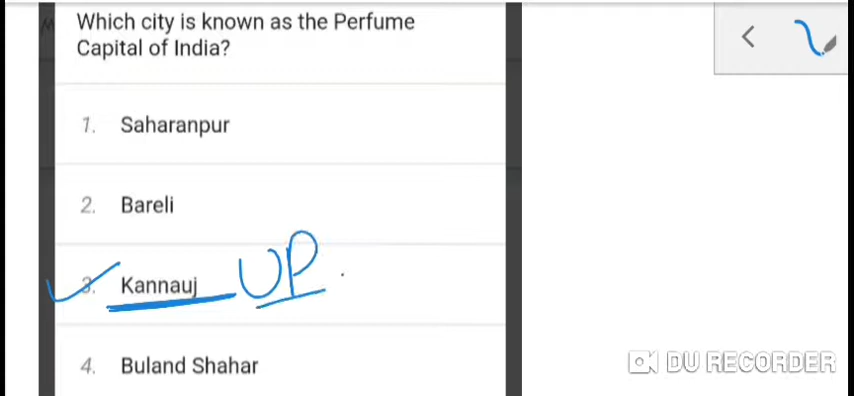 Which city is known as the Perfume
Capital of India?
1. Saharanpur
2. Bareli
3. Kannauj UP
4. Buland Shahar
DU RECORDER